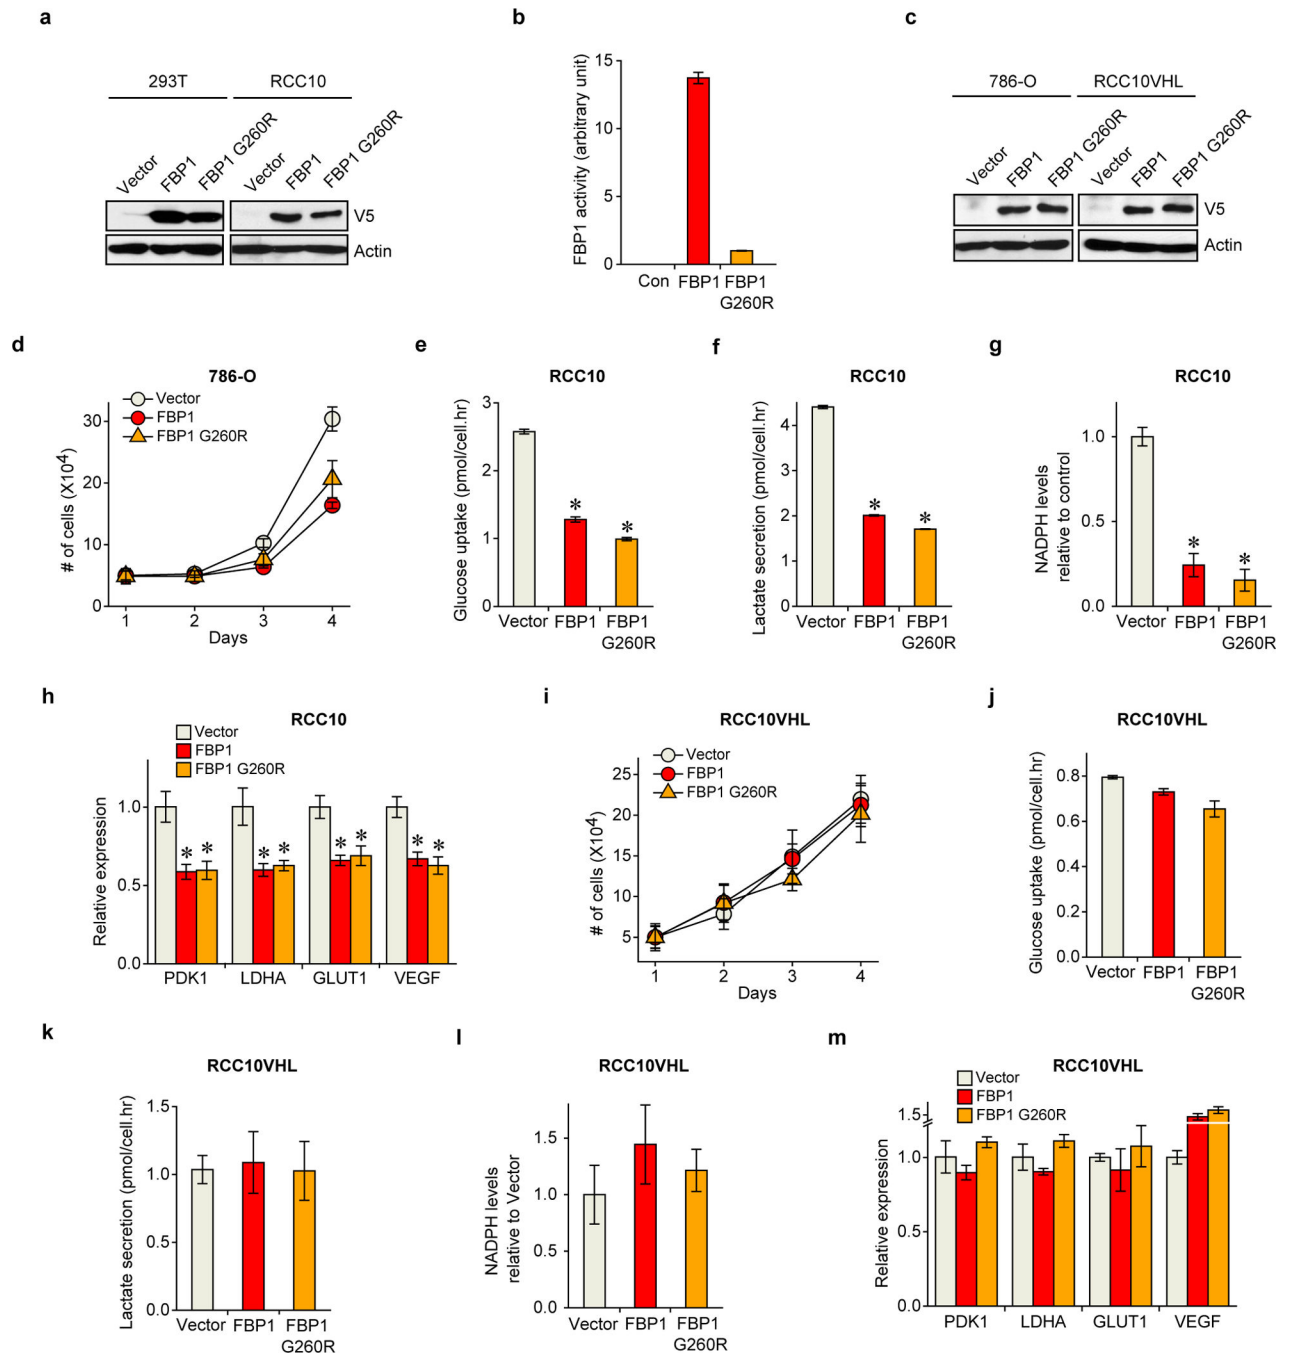 a
293T
RCC10
Vector
FBP1
FBP1 G260R
Vector
FBP1
FBP1 G260R
V5
Actin
b
FBP1 activity (arbitrary unit)
15
10
5
0
Con
FBP1
FBP1
G260R
c
786-O
RCC10VHL
Vector
FBP1
FBP1 G260R
Vector
FBP1
FBP1 G260R
V5
Actin
d
786-O
Vector
FBP1
FBP1 G260R
# of cells (X10⁴)
30
20
10
0
1
2
3
4
Days
e
RCC10
Glucose uptake (pmol/cell.hr)
3
2
1
0
*
*
Vector
FBP1
FBP1
G260R
f
RCC10
Lactate secretion (pmol/cell.hr)
4
4
2
1
0
*
*
Vector
FBP1
FBP1
G260R
g
RCC10
NADPH levels
relative to control
1.0
0.5
0.0
*
*
Vector
FBP1
FBP1
G260R
h
RCC10
Vector
FBP1
FBP1 G260R
Relative expression
1.0
0.5
0.0
* *
* *
* *
* *
PDK1
LDHA
GLUT1
VEGF
i
RCC10VHL
Vector
FBP1
FBP1 G260R
# of cells (X10⁴)
25
20
15
10
5
1
2
3
4
Days
j
RCC10VHL
Glucose uptake (pmol/cell.hr)
0.8
0.6
0.4
0.2
0.0
Vector
FBP1
FBP1
G260R
k
RCC10VHL
Lactate secretion (pmol/cell.hr)
1.5
1.0
0.5
0.0
Vector
FBP1
FBP1
G260R
l
RCC10VHL
NADPH levels
relative to Vector
1.5
1.0
0.5
0.0
Vector
FBP1
FBP1
G260R
m
RCC10VHL
Vector
FBP1
FBP1 G260R
Relative expression
1.5
1.0
0.5
0.0
PDK1
LDHA
GLUT1
VEGF